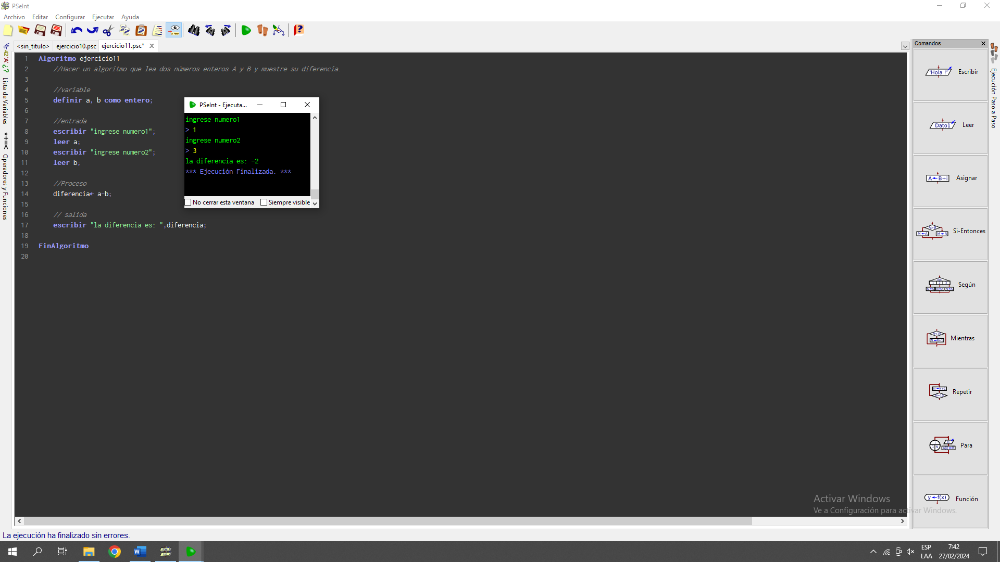 PSeInt
Archivo Editar Configurar Ejecutar Ayuda
<sin_titulo> ejercicio10.psc ejercicio11.psc*
1 Algoritmo ejercicio11
2 //Hacer un algoritmo que lea dos números enteros A y B y muestre su diferencia.
3
4 //variable
5 definir a, b como entero;
6
7 //entrada
8 escribir "ingrese numero1";
9 leer a;
10 escribir "ingrese numero2";
11 leer b;
12
13 //Proceso
14 diferencia← a-b;
15
16 // salida
17 escribir "la diferencia es: ",diferencia;
18
19 FinAlgoritmo
20
PSeInt - Ejecuta...
ingrese numero1
> 1
ingrese numero2
> 3
la diferencia es: -2
*** Ejecución Finalizada. ***
No cerrar esta ventana Siempre visible
Lista de Variables
*+=< Operadores y Funciones
Comandos
'Hola !' Escribir
Dato1 Leer
A←B+i Asignar
A>B Si-Entonces
Según
Mientras
Repetir
Para
y←f(x) Función
Ejecución Paso a Paso
Activar Windows
Ve a Configuración para activar Windows.
La ejecución ha finalizado sin errores.
ESP
LAA
7:42
27/02/2024